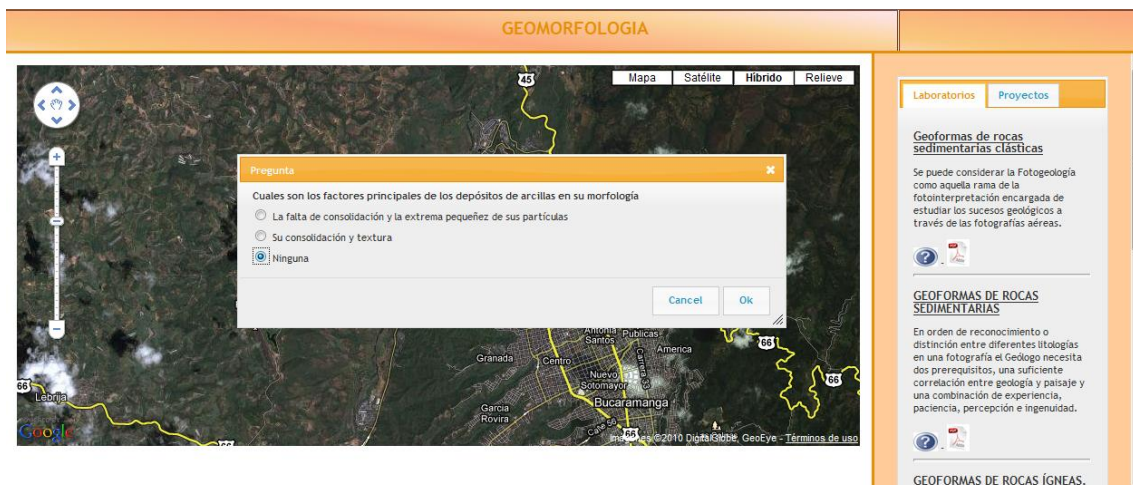 GEOMORFOLOGIA
45
Mapa Satélite Híbrido Relieve
Pregunta
Cuales son los factores principales de los depósitos de arcillas en su morfología
La falta de consolidación y la extrema pequeñez de sus partículas
Su consolidación y textura
Ninguna
Cancel Ok
Antonia Santos
Publicas
66
Granada
Centro
America
Carrera 33
Nuevo
Sotomayor
66
66
Lebrija
Bucaramanga
Garcia
Rovira
Calle 56
66
Google
Imágenes ©2010 DigitalGlobe, GeoEye - Términos de uso
Laboratorios Proyectos
Geoformas de rocas
sedimentarias clásticas
Se puede considerar la Fotogeología
como aquella rama de la
fotointerpretación encargada de
estudiar los sucesos geológicos a
través de las fotografías aéreas.
GEOFORMAS DE ROCAS
SEDIMENTARIAS
En orden de reconocimiento o
distinción entre diferentes litologías
en una fotografía el Geólogo necesita
dos prerequisitos, una suficiente
correlación entre geología y paisaje y
una combinación de experiencia,
paciencia, percepción e ingenuidad.
GEOFORMAS DE ROCAS ÍGNEAS,